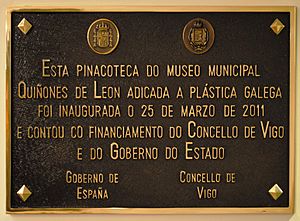 Esta pinacoteca do museo municipal
Quiñones de Leon adicada a plástica galega
foi inaugurada o 25 de marzo de 2011
e contou co financiamento do Concello de Vigo
e do Goberno do Estado
Goberno de
España
Concello de
Vigo